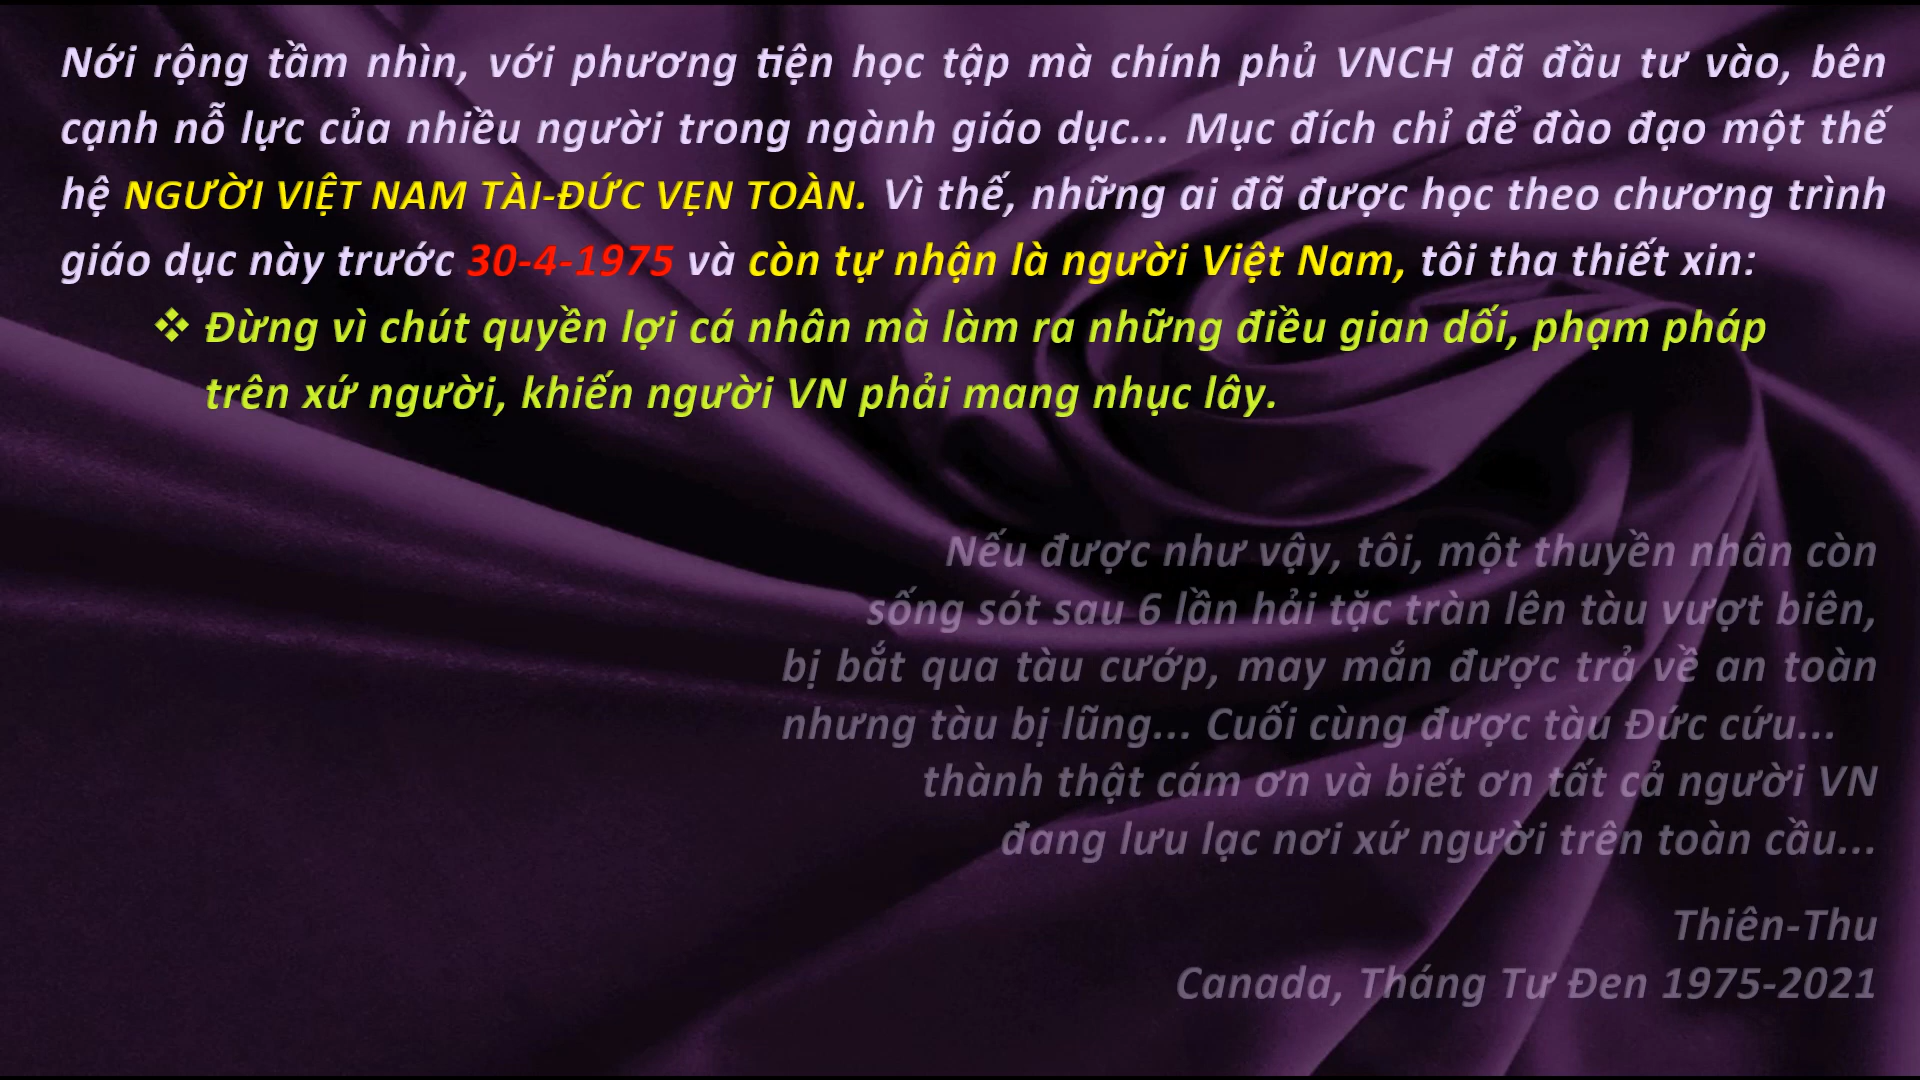 Nới rộng tầm nhìn, với phương tiện học tập mà chính phủ VNCH đã đầu tư vào, bên
cạnh nỗ lực của nhiều người trong ngành giáo dục... Mục đích chỉ để đào đạo một thế
hệ NGƯỜI VIỆT NAM TÀI-ĐỨC VẸN TOÀN. Vì thế, những ai đã được học theo chương trình
giáo dục này trước 30-4-1975 và còn tự nhận là người Việt Nam, tôi tha thiết xin:
❖ Đừng vì chút quyền lợi cá nhân mà làm ra những điều gian dối, phạm pháp
trên xứ người, khiến người VN phải mang nhục lây.
Nếu được như vậy, tôi, một thuyền nhân còn
sống sót sau 6 lần hải tặc tràn lên tàu vượt biên,
bị bắt qua tàu cướp, may mắn được trả về an toàn
nhưng tàu bị lũng... Cuối cùng được tàu Đức cứu...
thành thật cám ơn và biết ơn tất cả người VN
đang lưu lạc nơi xứ người trên toàn cầu...
Thiên-Thu
Canada, Tháng Tư Đen 1975-2021